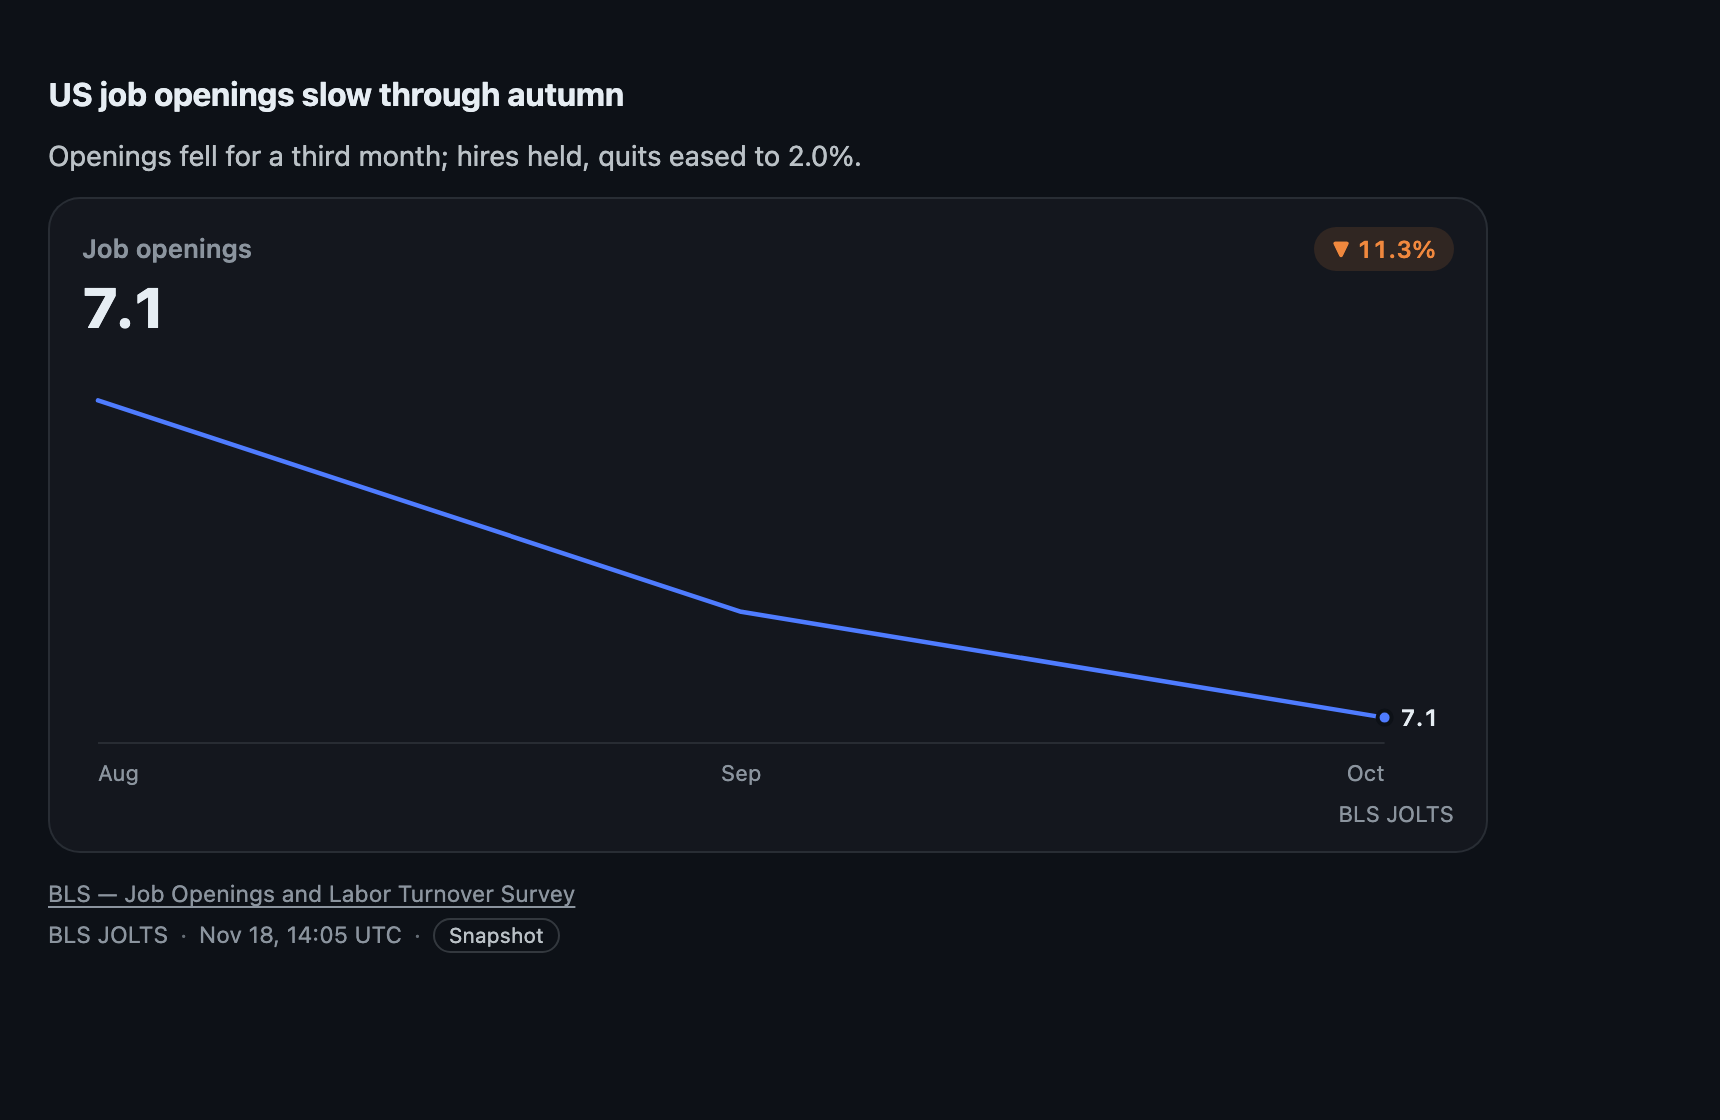 US job openings slow through autumn
Openings fell for a third month; hires held, quits eased to 2.0%.
Job openings
▼ 11.3%
7.1
7.1
Aug
Sep
Oct
BLS JOLTS
BLS — Job Openings and Labor Turnover Survey
BLS JOLTS · Nov 18, 14:05 UTC · Snapshot